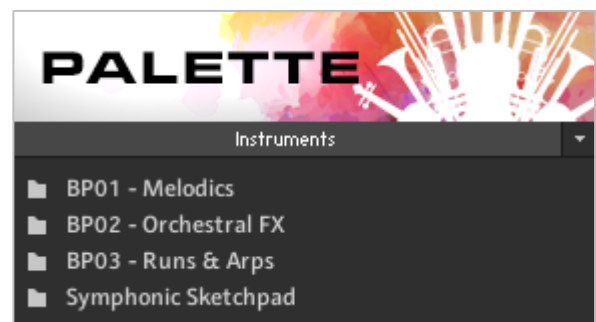 PALETTE
Instruments
BP01 - Melodics
BP02 - Orchestral FX
BP03 - Runs & Arps
Symphonic Sketchpad